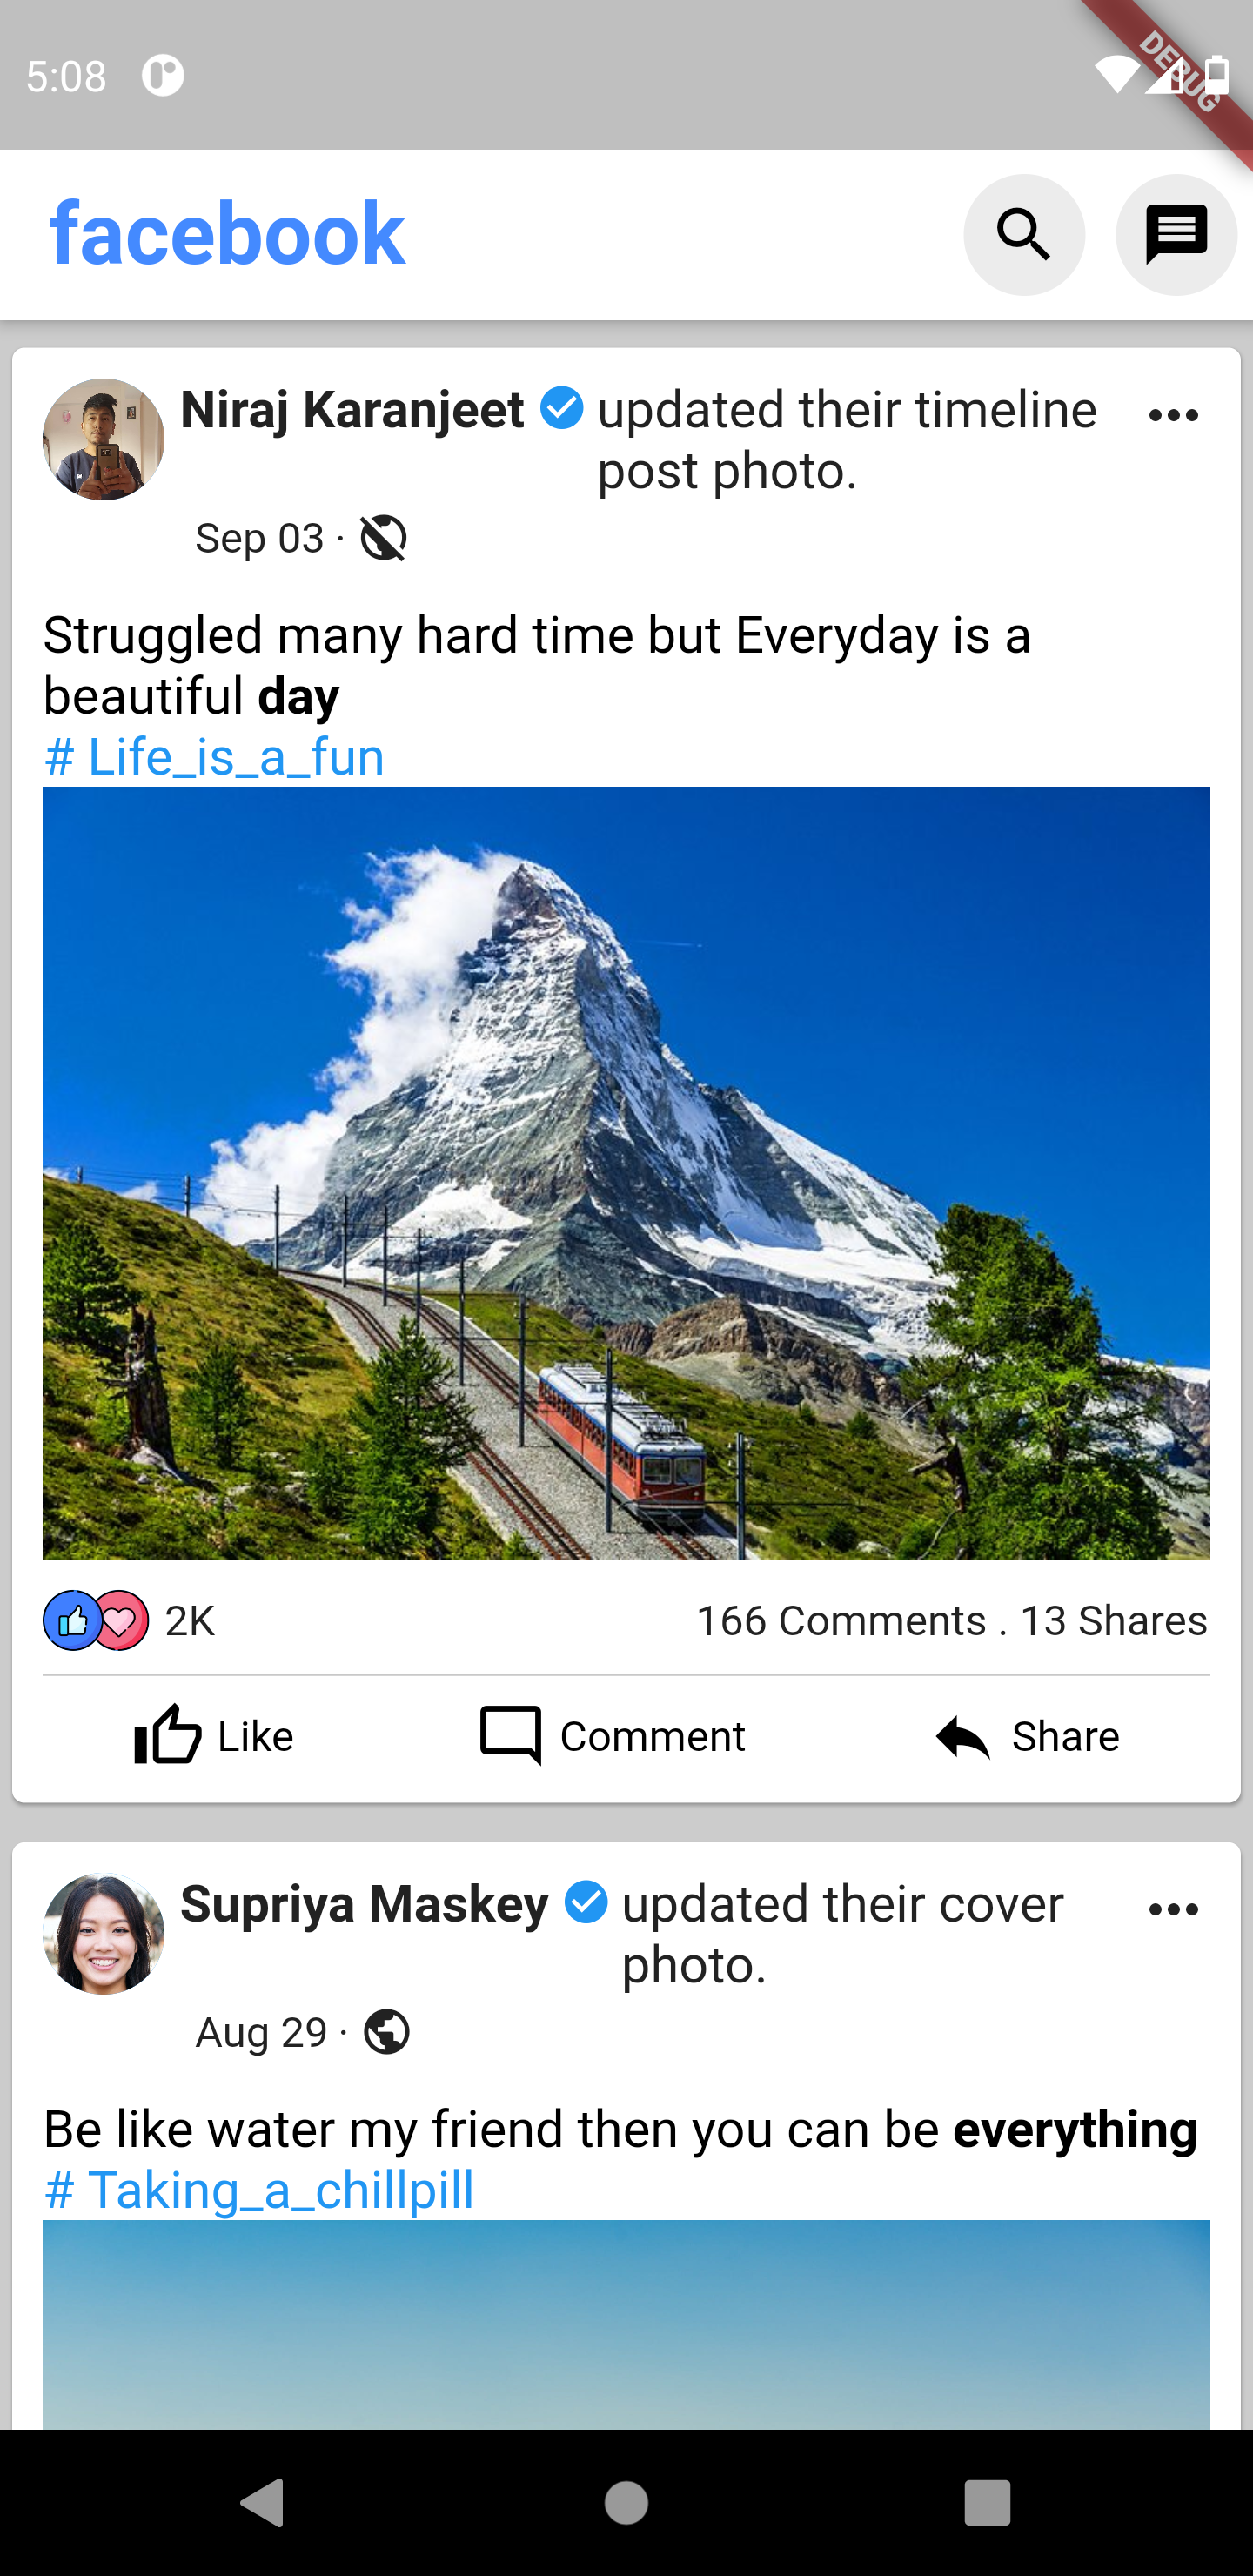 5:08
DEBUG
facebook
Niraj Karanjeet updated their timeline
post photo.
Sep 03 ·
Struggled many hard time but Everyday is a
beautiful day
# Life_is_a_fun
2K 166 Comments . 13 Shares
Like Comment Share
Supriya Maskey updated their cover
photo.
Aug 29 ·
Be like water my friend then you can be everything
# Taking_a_chillpill